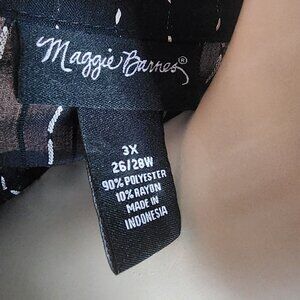 Maggie Barnes®
3X
26/28W
90% POLYESTER
10% RAYON
MADE IN
INDONESIA